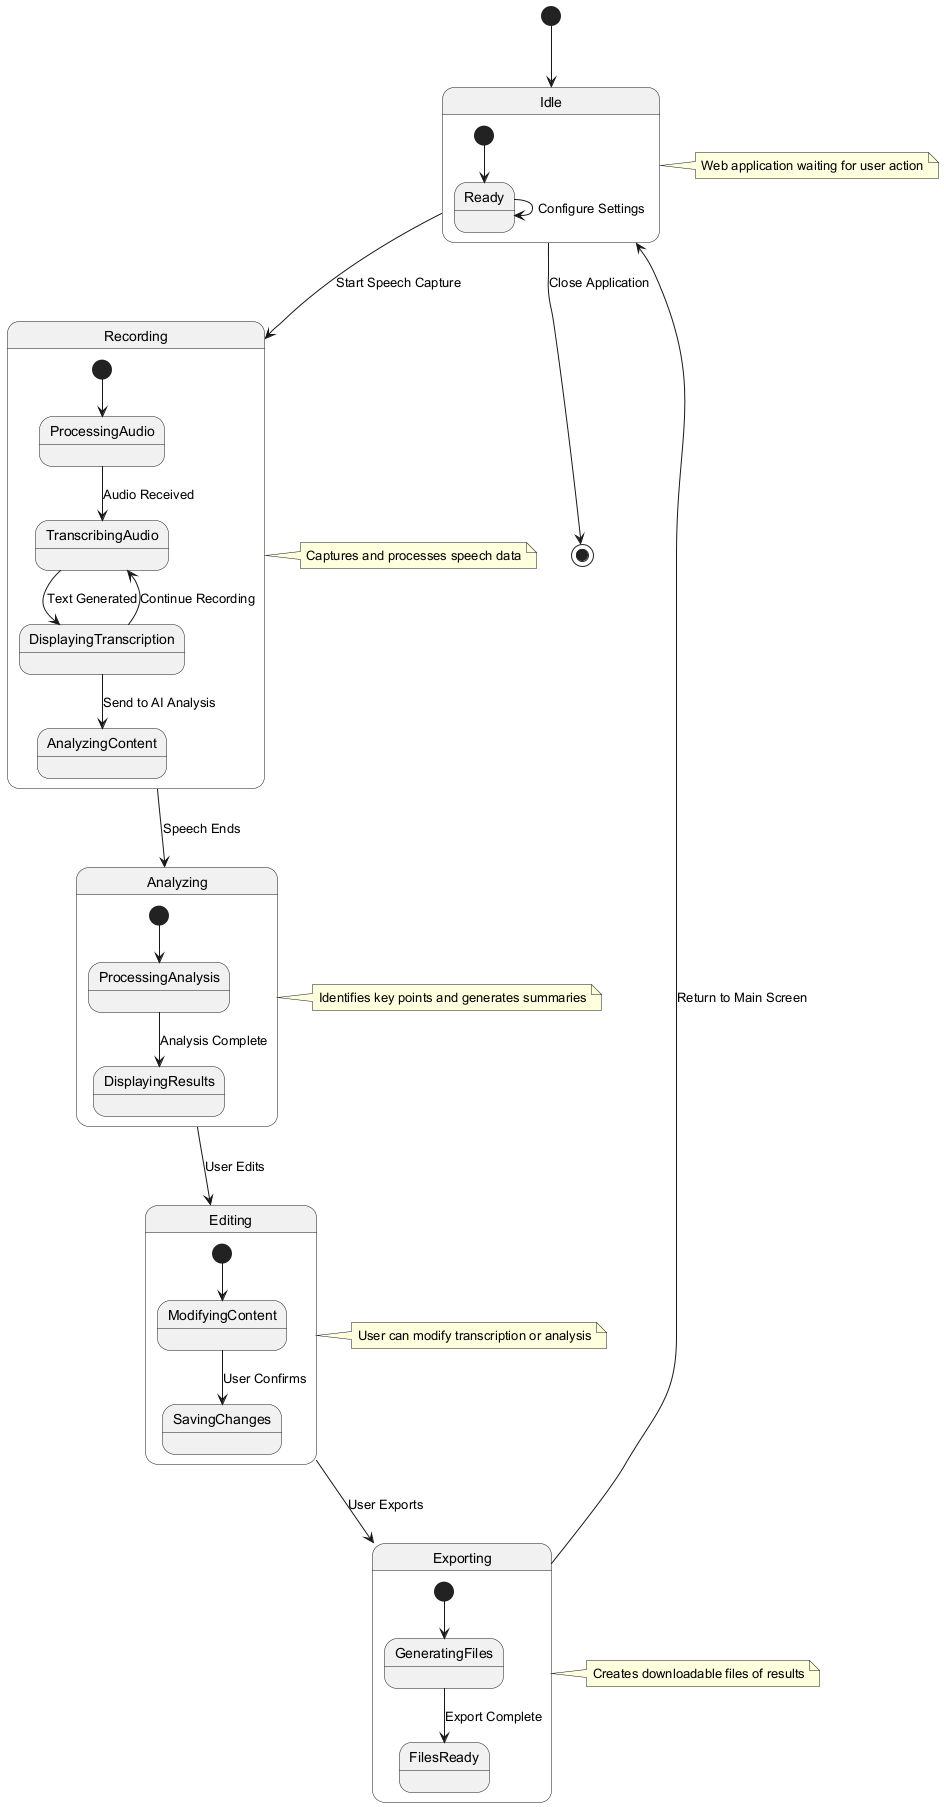 Idle
Web application waiting for user action
Ready
Configure Settings
Start Speech Capture
Close Application
Recording
ProcessingAudio
Audio Received
TranscribingAudio
Captures and processes speech data
Text Generated
Continue Recording
DisplayingTranscription
Send to AI Analysis
AnalyzingContent
Speech Ends
Analyzing
ProcessingAnalysis
Identifies key points and generates summaries
Return to Main Screen
Analysis Complete
DisplayingResults
User Edits
Editing
ModifyingContent
User can modify transcription or analysis
User Confirms
SavingChanges
User Exports
Exporting
GeneratingFiles
Creates downloadable files of results
Export Complete
FilesReady